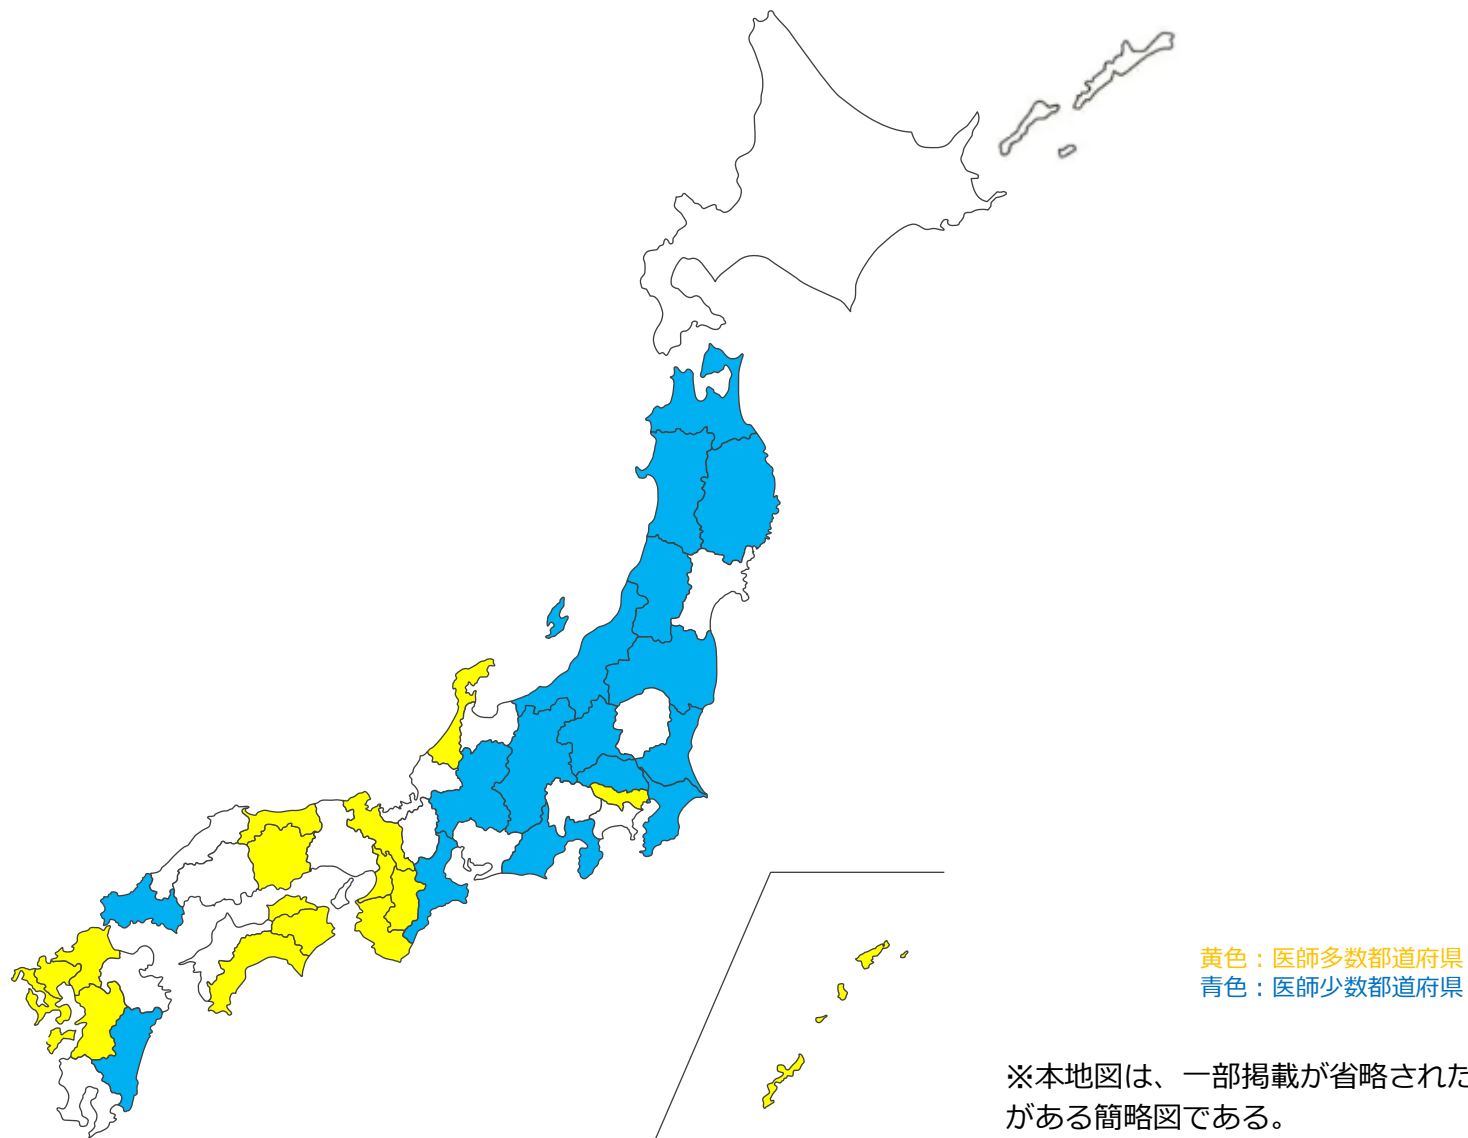 黄色：医師多数都道府県
青色：医師少数都道府県
※本地図は、一部掲載が省略された
がある簡略図である。